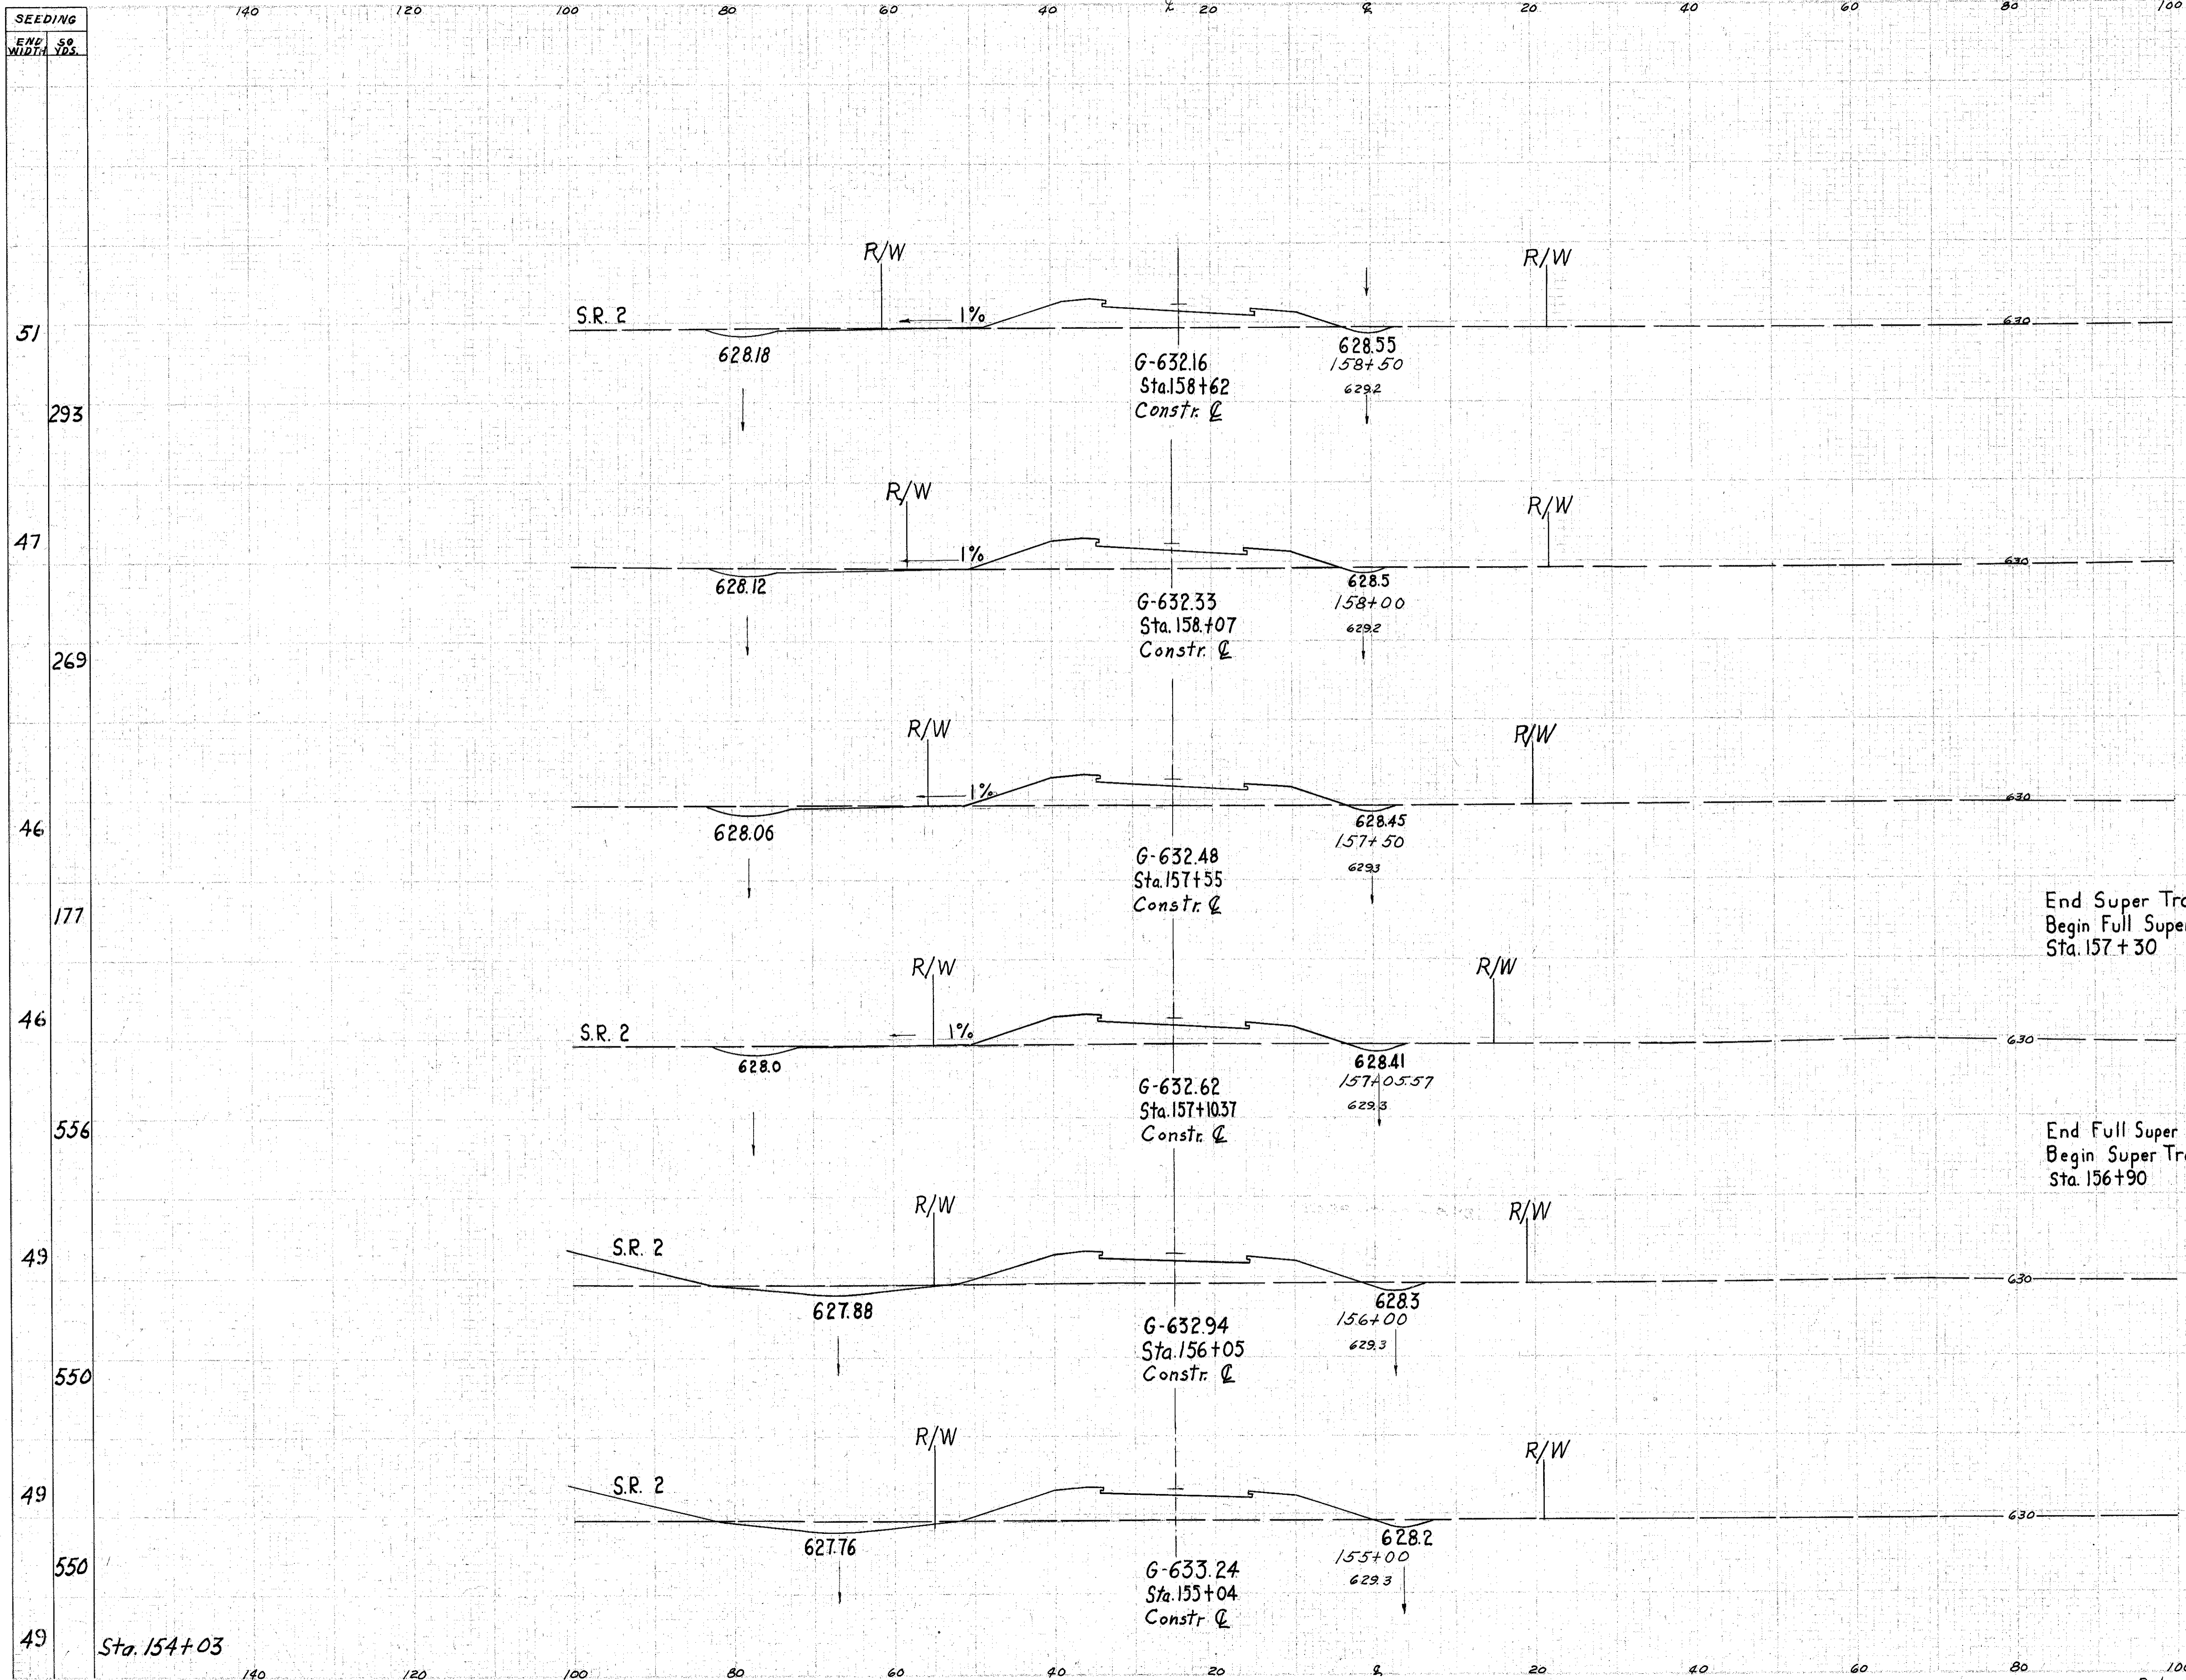 140 120 100 80 60 40 ℄ 20 ℄ 20 40 60 80 100
SEEDING
END WIDTH
SQ YDS.
R/W
R/W
S.R. 2
1%
630
51
628.18
628.55
G-632.16
158+50
Sta.158+62
629.2
Constr. ℄
293
R/W
R/W
47
1%
630
628.12
628.5
G-632.33
158+00
Sta.158.+07
629.2
Constr. ℄
269
R/W
R/W
1%
630
46
628.06
628.45
157+50
G-632.48
629.3
Sta.157+55
Constr. ℄
177
End Super
Begin Full Super
Sta.157+30
R/W
R/W
46
S.R. 2
1%
630
628.0
628.41
G-632.62
157+05.57
Sta.157+10.37
629.3
Constr. ℄
556
End Full Super
Begin Super
Sta.156+90
R/W
R/W
49
S.R. 2
630
627.88
628.3
G-632.94
156+00
Sta.156+05
629.3
Constr. ℄
550
R/W
R/W
49
S.R. 2
630
627.76
628.2
155+00
G-633.24
629.3
Sta.155+04
Constr ℄
550
49
Sta.154+03
140 120 100 80 60 40 20 ℄ 20 40 60 80 100